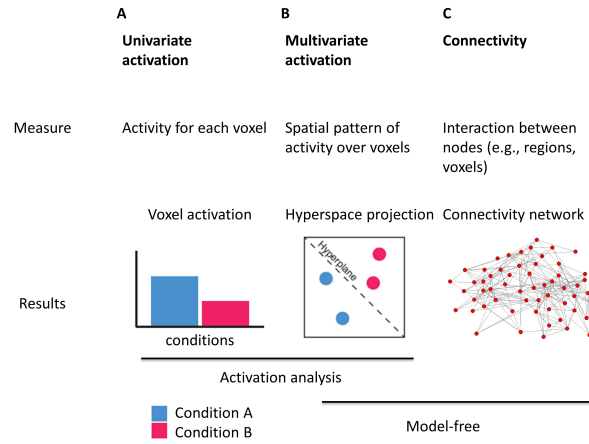 A B C
Univariate activation
Multivariate activation
Connectivity
Measure
Activity for each voxel
Spatial pattern of
activity over voxels
Interaction between
nodes (e.g., regions,
voxels)
Voxel activation
Hyperspace projection
Connectivity network
Results
Hyperplane
conditions
Activation analysis
Condition A
Condition B
Model-free